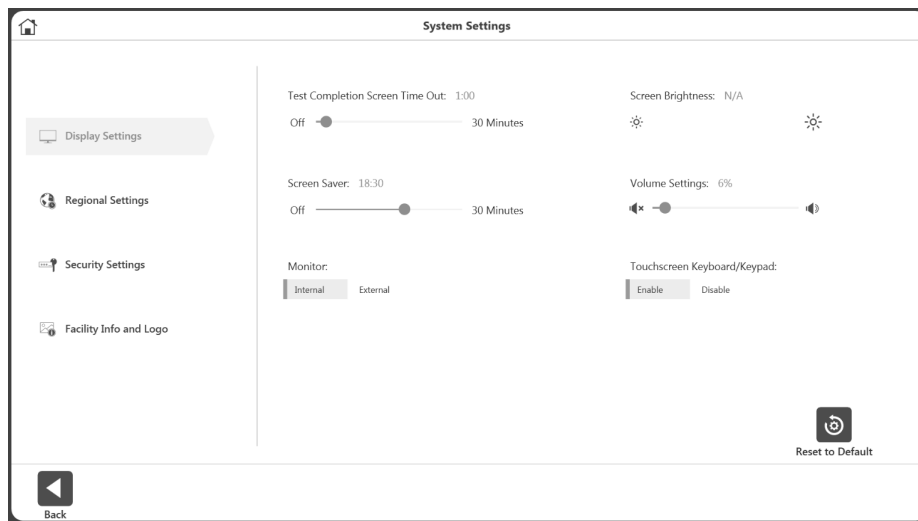 System Settings
Display Settings
Regional Settings
Security Settings
Facility Info and Logo
Test Completion Screen Time Out: 1:00
Off 30 Minutes
Screen Brightness: N/A
Screen Saver: 18:30
Off 30 Minutes
Volume Settings: 6%
Monitor:
Internal External
Touchscreen Keyboard/Keypad:
Enable Disable
Reset to Default
Back